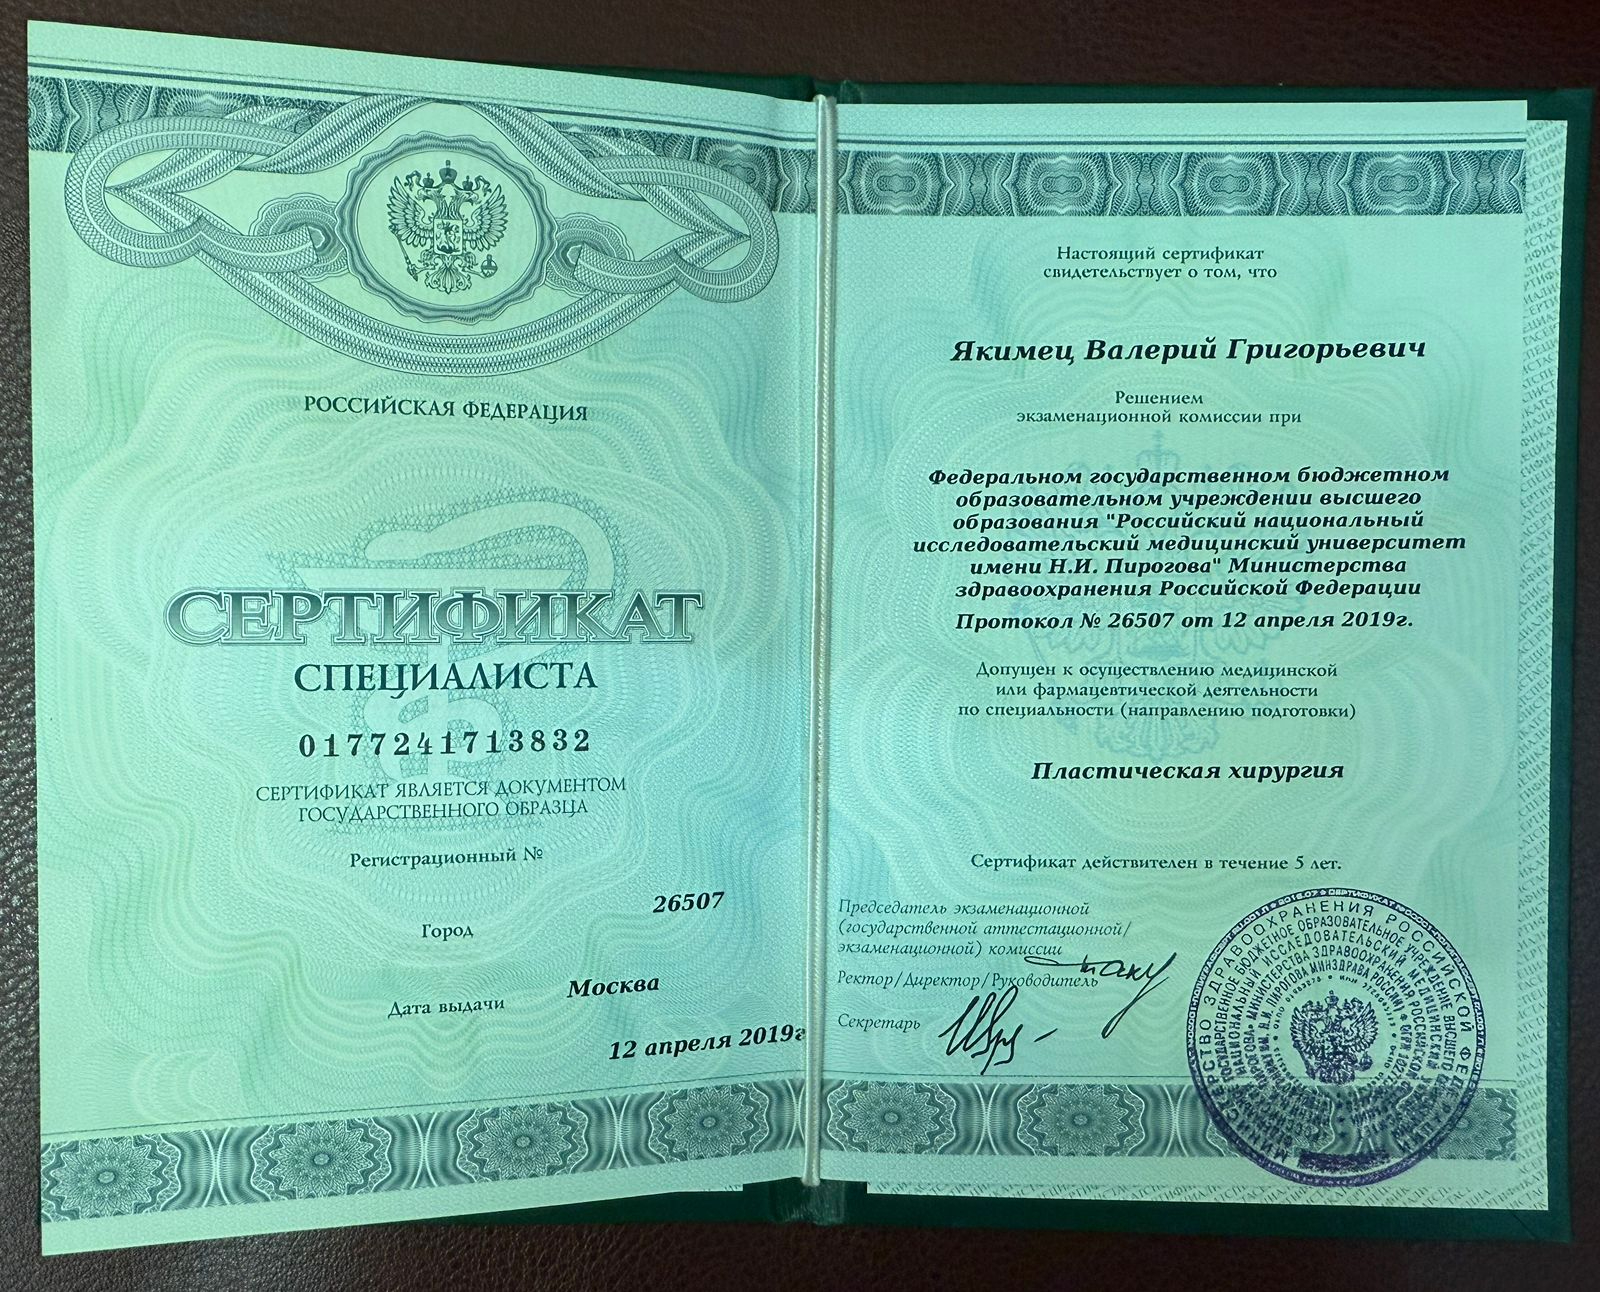 РОССИЙСКАЯ ФЕДЕРАЦИЯ
СЕРТИФИКАТ
СПЕЦИАЛИСТА
0177241713832
СЕРТИФИКАТ ЯВЛЯЕТСЯ ДОКУМЕНТОМ
ГОСУДАРСТВЕННОГО ОБРАЗЦА
Регистрационный №
26507
Город
Москва
Дата выдачи
12 апреля 2019г
Настоящий сертификат
свидетельствует о том, что
Якимец Валерий Григорьевич
Решением
экзаменационной комиссии при
Федеральном государственном бюджетном
образовательном учреждении высшего
образования "Российский национальный
исследовательский медицинский университет
имени Н.И. Пирогова" Министерства
здравоохранения Российской Федерации
Протокол № 26507 от 12 апреля 2019г.
Допущен к осуществлению медицинской
или фармацевтической деятельности
по специальности (направлению подготовки)
Пластическая хирургия
Сертификат действителен в течение 5 лет.
Председатель экзаменационной
(государственной аттестационной/
экзаменационной) комиссии
Ректор/Директор/Руководитель
Секретарь
МИНИСТЕРСТВО ЗДРАВООХРАНЕНИЯ РОССИЙСКОЙ ФЕДЕРАЦИИ